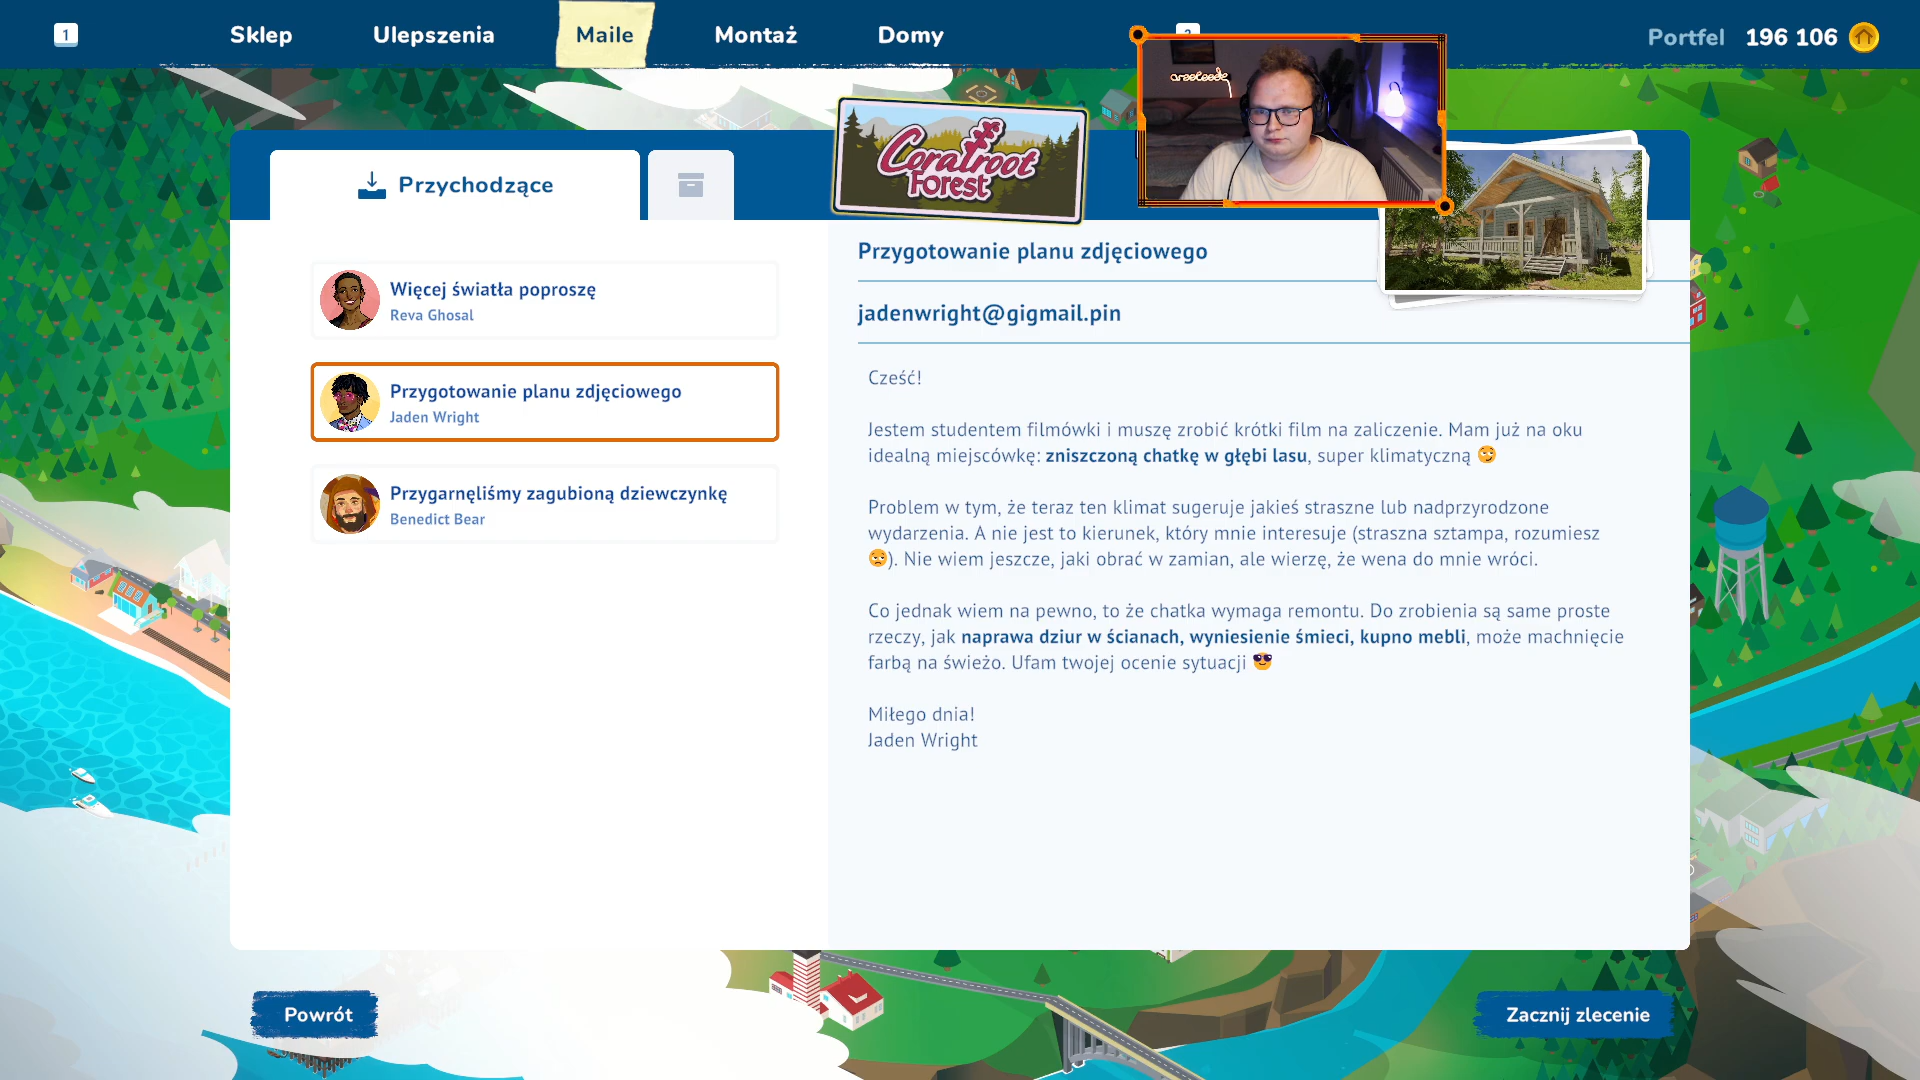 1
Sklep
Ulepszenia
Maile
Montaż
Domy
Portfel 196 106
Przychodzące
Coralroot
Forest
Więcej światła poproszę
Reva Ghosal
Przygotowanie planu zdjęciowego
Jaden Wright
Przygarnęliśmy zagubioną dziewczynkę
Benedict Bear
Przygotowanie planu zdjęciowego
jadenwright@gigmail.pin
Cześć!
Jestem studentem filmówki i muszę zrobić krótki film na zaliczenie. Mam już na oku
idealną miejscówkę: zniszczoną chatkę w głębi lasu, super klimatyczną 🙄
Problem w tym, że teraz ten klimat sugeruje jakieś straszne lub nadprzyrodzone
wydarzenia. A nie jest to kierunek, który mnie interesuje (straszna sztampa, rozumiesz
😒). Nie wiem jeszcze, jaki obrać w zamian, ale wierzę, że wena do mnie wróci.
Co jednak wiem na pewno, to że chatka wymaga remontu. Do zrobienia są same proste
rzeczy, jak naprawa dziur w ścianach, wyniesienie śmieci, kupno mebli, może machnięcie
farbą na świeżo. Ufam twojej ocenie sytuacji 😎
Miłego dnia!
Jaden Wright
Powrót
Zacznij zlecenie